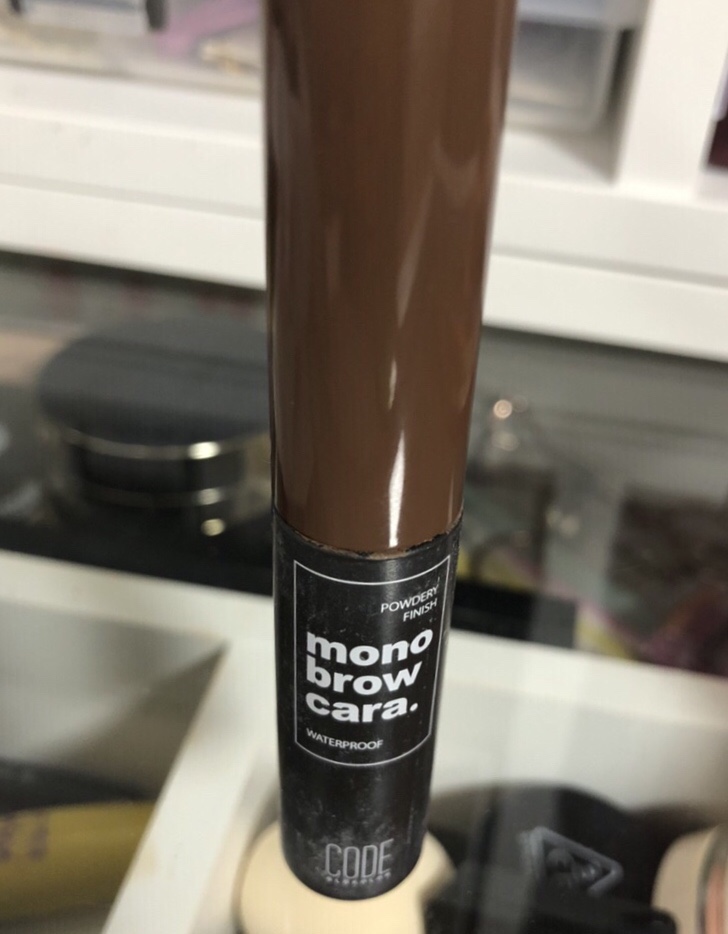 POWDERY
FINISH
mono
brow
cara.
WATERPROOF
CODE